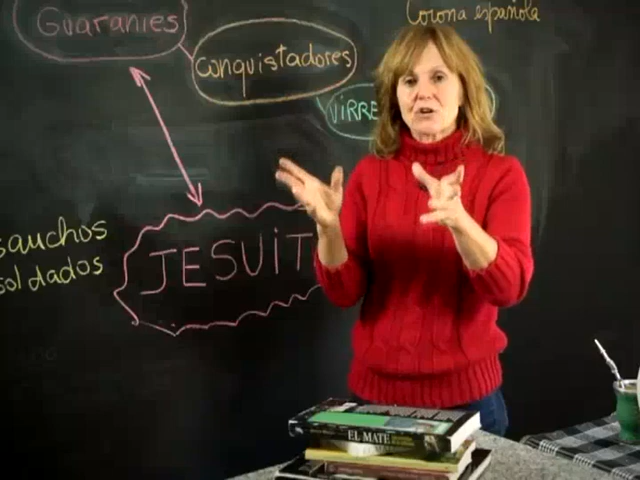 Guaranies
Corona española
conquistadores
VIRRE
gauchos
soldados
JESUIT
EL MATE